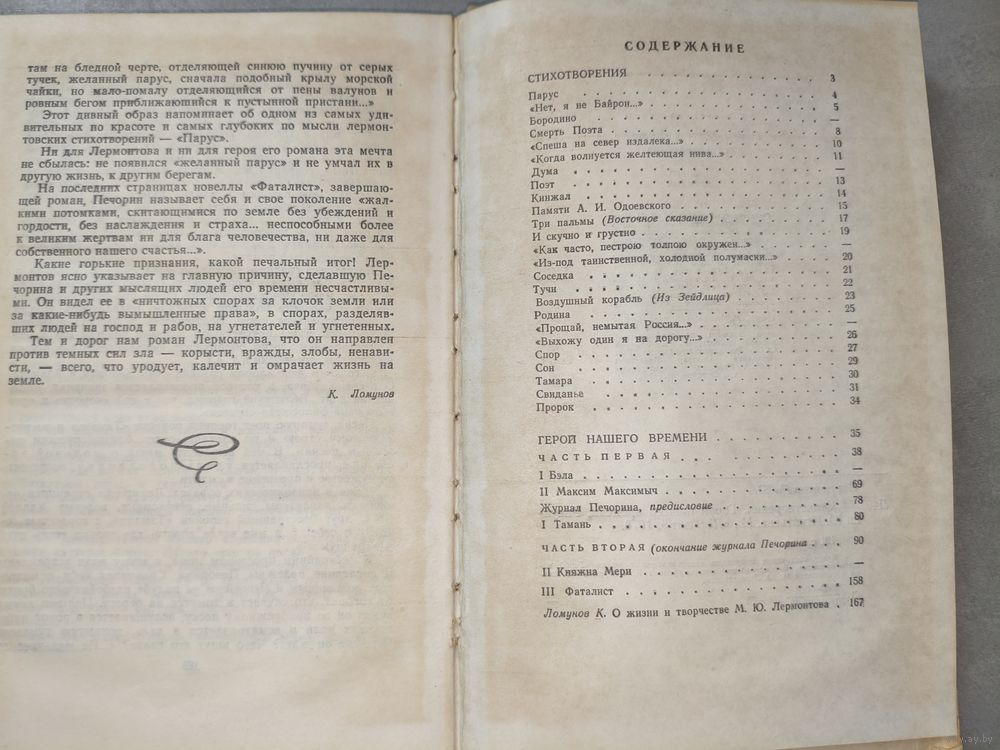 там на бледной черте, отделяющей синюю пучину от серых
тучек, желанный парус, сначала подобный крылу морской
чайки, но мало-помалу отделяющийся от пены валунов и
ровным бегом приближающийся к пустынной пристани...»
Этот дивный образ напоминает об одном из самых уди-
вительных по красоте и самых глубоких по мысли лермон-
товских стихотворений — «Парус».
Ни для Лермонтова и ни для героя его романа эта мечта
не сбылась: не появился «желанный парус» и не умчал их в
другую жизнь, к другим берегам.
На последних страницах новеллы «Фаталист», завершаю-
щей роман, Печорин называет себя и свое поколение «жал-
кими потомками, скитающимися по земле без убеждений и
гордости, без наслаждения и страха... неспособными более
к великим жертвам ни для блага человечества, ни даже для
собственного нашего счастья...».
Какие горькие признания, какой печальный итог! Лер-
монтов ясно указывает на главную причину, сделавшую Пе-
чорина и других мыслящих людей его времени несчастливы-
ми. Он видел ее в «ничтожных спорах за клочок земли или
за какие-нибудь вымышленные права», в спорах, разделяв-
ших людей на господ и рабов, на угнетателей и угнетенных.
Тем и дорог нам роман Лермонтова, что он направлен
против темных сил зла — корысти, вражды, злобы, ненави-
сти, — всего, что уродует, калечит и омрачает жизнь на
земле.
К. Ломунов
СОДЕРЖАНИЕ
СТИХОТВОРЕНИЯ . . . . . . . . . . 3
Парус . . . . . . . . . . 4
«Нет, я не Байрон...» . . . . . . . . . . 5
Бородино . . . . . . . . . . —
Смерть Поэта . . . . . . . . . . 8
«Спеша на север издалека...» . . . . . . . . . . 10
«Когда волнуется желтеющая нива...» . . . . . . . . . . 11
Дума . . . . . . . . . . —
Поэт . . . . . . . . . . 13
Кинжал . . . . . . . . . . 14
Памяти А. И. Одоевского . . . . . . . . . . 15
Три пальмы (Восточное сказание) . . . . . . . . . . 17
И скучно и грустно . . . . . . . . . . 19
«Как часто, пестрою толпою окружен...» . . . . . . . . . . —
«Из-под таинственной, холодной полумаски...» . . . . . . . 20
Соседка . . . . . . . . . . 21
Тучи . . . . . . . . . . 22
Воздушный корабль (Из Зейдлица) . . . . . . . . . . 23
Родина . . . . . . . . . . 25
«Прощай, немытая Россия...» . . . . . . . . . . —
«Выхожу один я на дорогу...» . . . . . . . . . . 26
Спор . . . . . . . . . . 27
Сон . . . . . . . . . . 29
Тамара . . . . . . . . . . 30
Свиданье . . . . . . . . . . 31
Пророк . . . . . . . . . . 34
ГЕРОЙ НАШЕГО ВРЕМЕНИ . . . . . . . . . . 35
ЧАСТЬ ПЕРВАЯ . . . . . . . . . . 38
I Бэла . . . . . . . . . . —
II Максим Максимыч . . . . . . . . . . 69
Журнал Печорина, предисловие . . . . . . . . . . 78
I Тамань . . . . . . . . . . 80
ЧАСТЬ ВТОРАЯ (окончание журнала Печорина . . . 90
II Княжна Мери . . . . . . . . . . —
III Фаталист . . . . . . . . . . 158
Ломунов К. О жизни и творчестве М. Ю. Лермонтова . 167